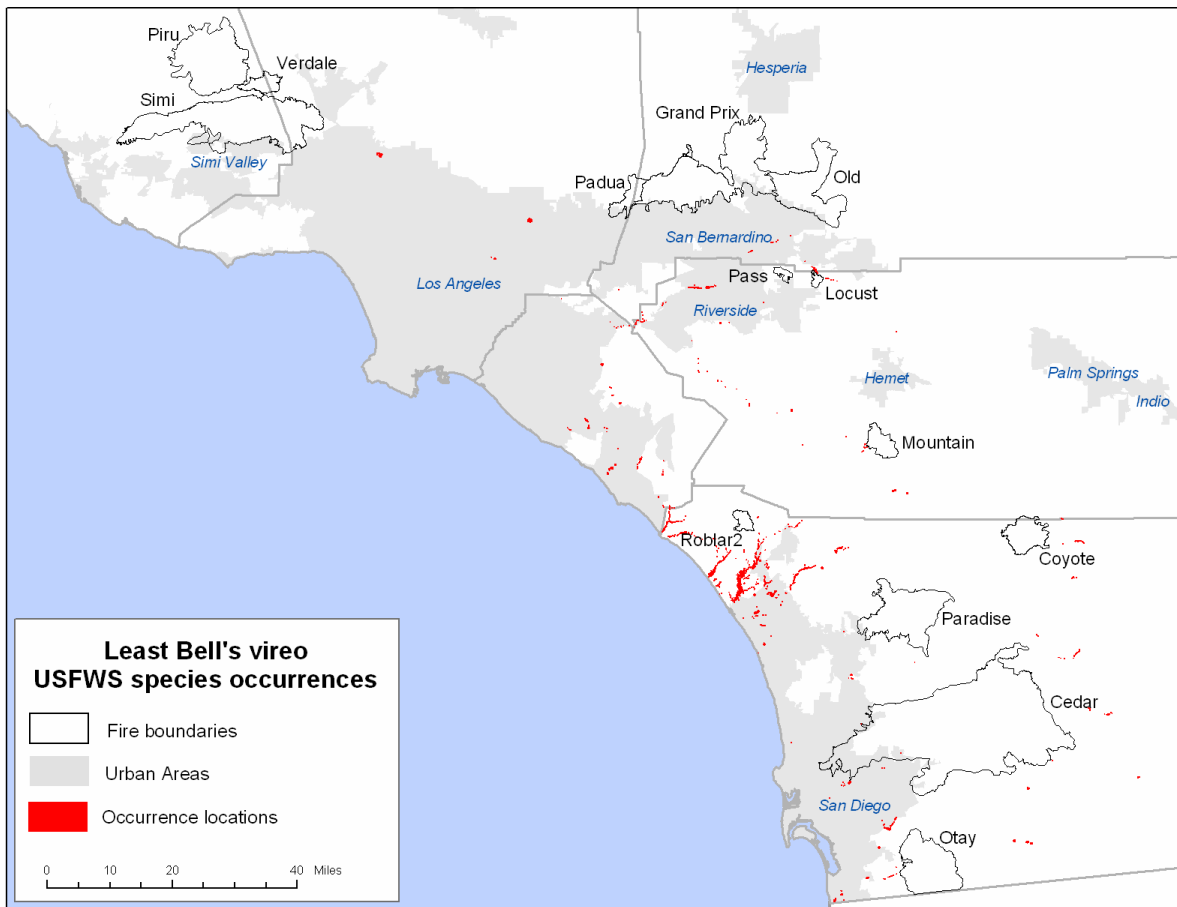 Piru
Verdale
Simi
Simi Valley
Hesperia
Grand Prix
Padua
Old
San Bernardino
Los Angeles
Pass
Locust
Riverside
Hemet
Palm Springs
Indio
Mountain
Roblar2
Coyote
Paradise
Cedar
San Diego
Otay
Least Bell's vireo
USFWS species occurrences
Fire boundaries
Urban Areas
Occurrence locations
0 10 20 40 Miles